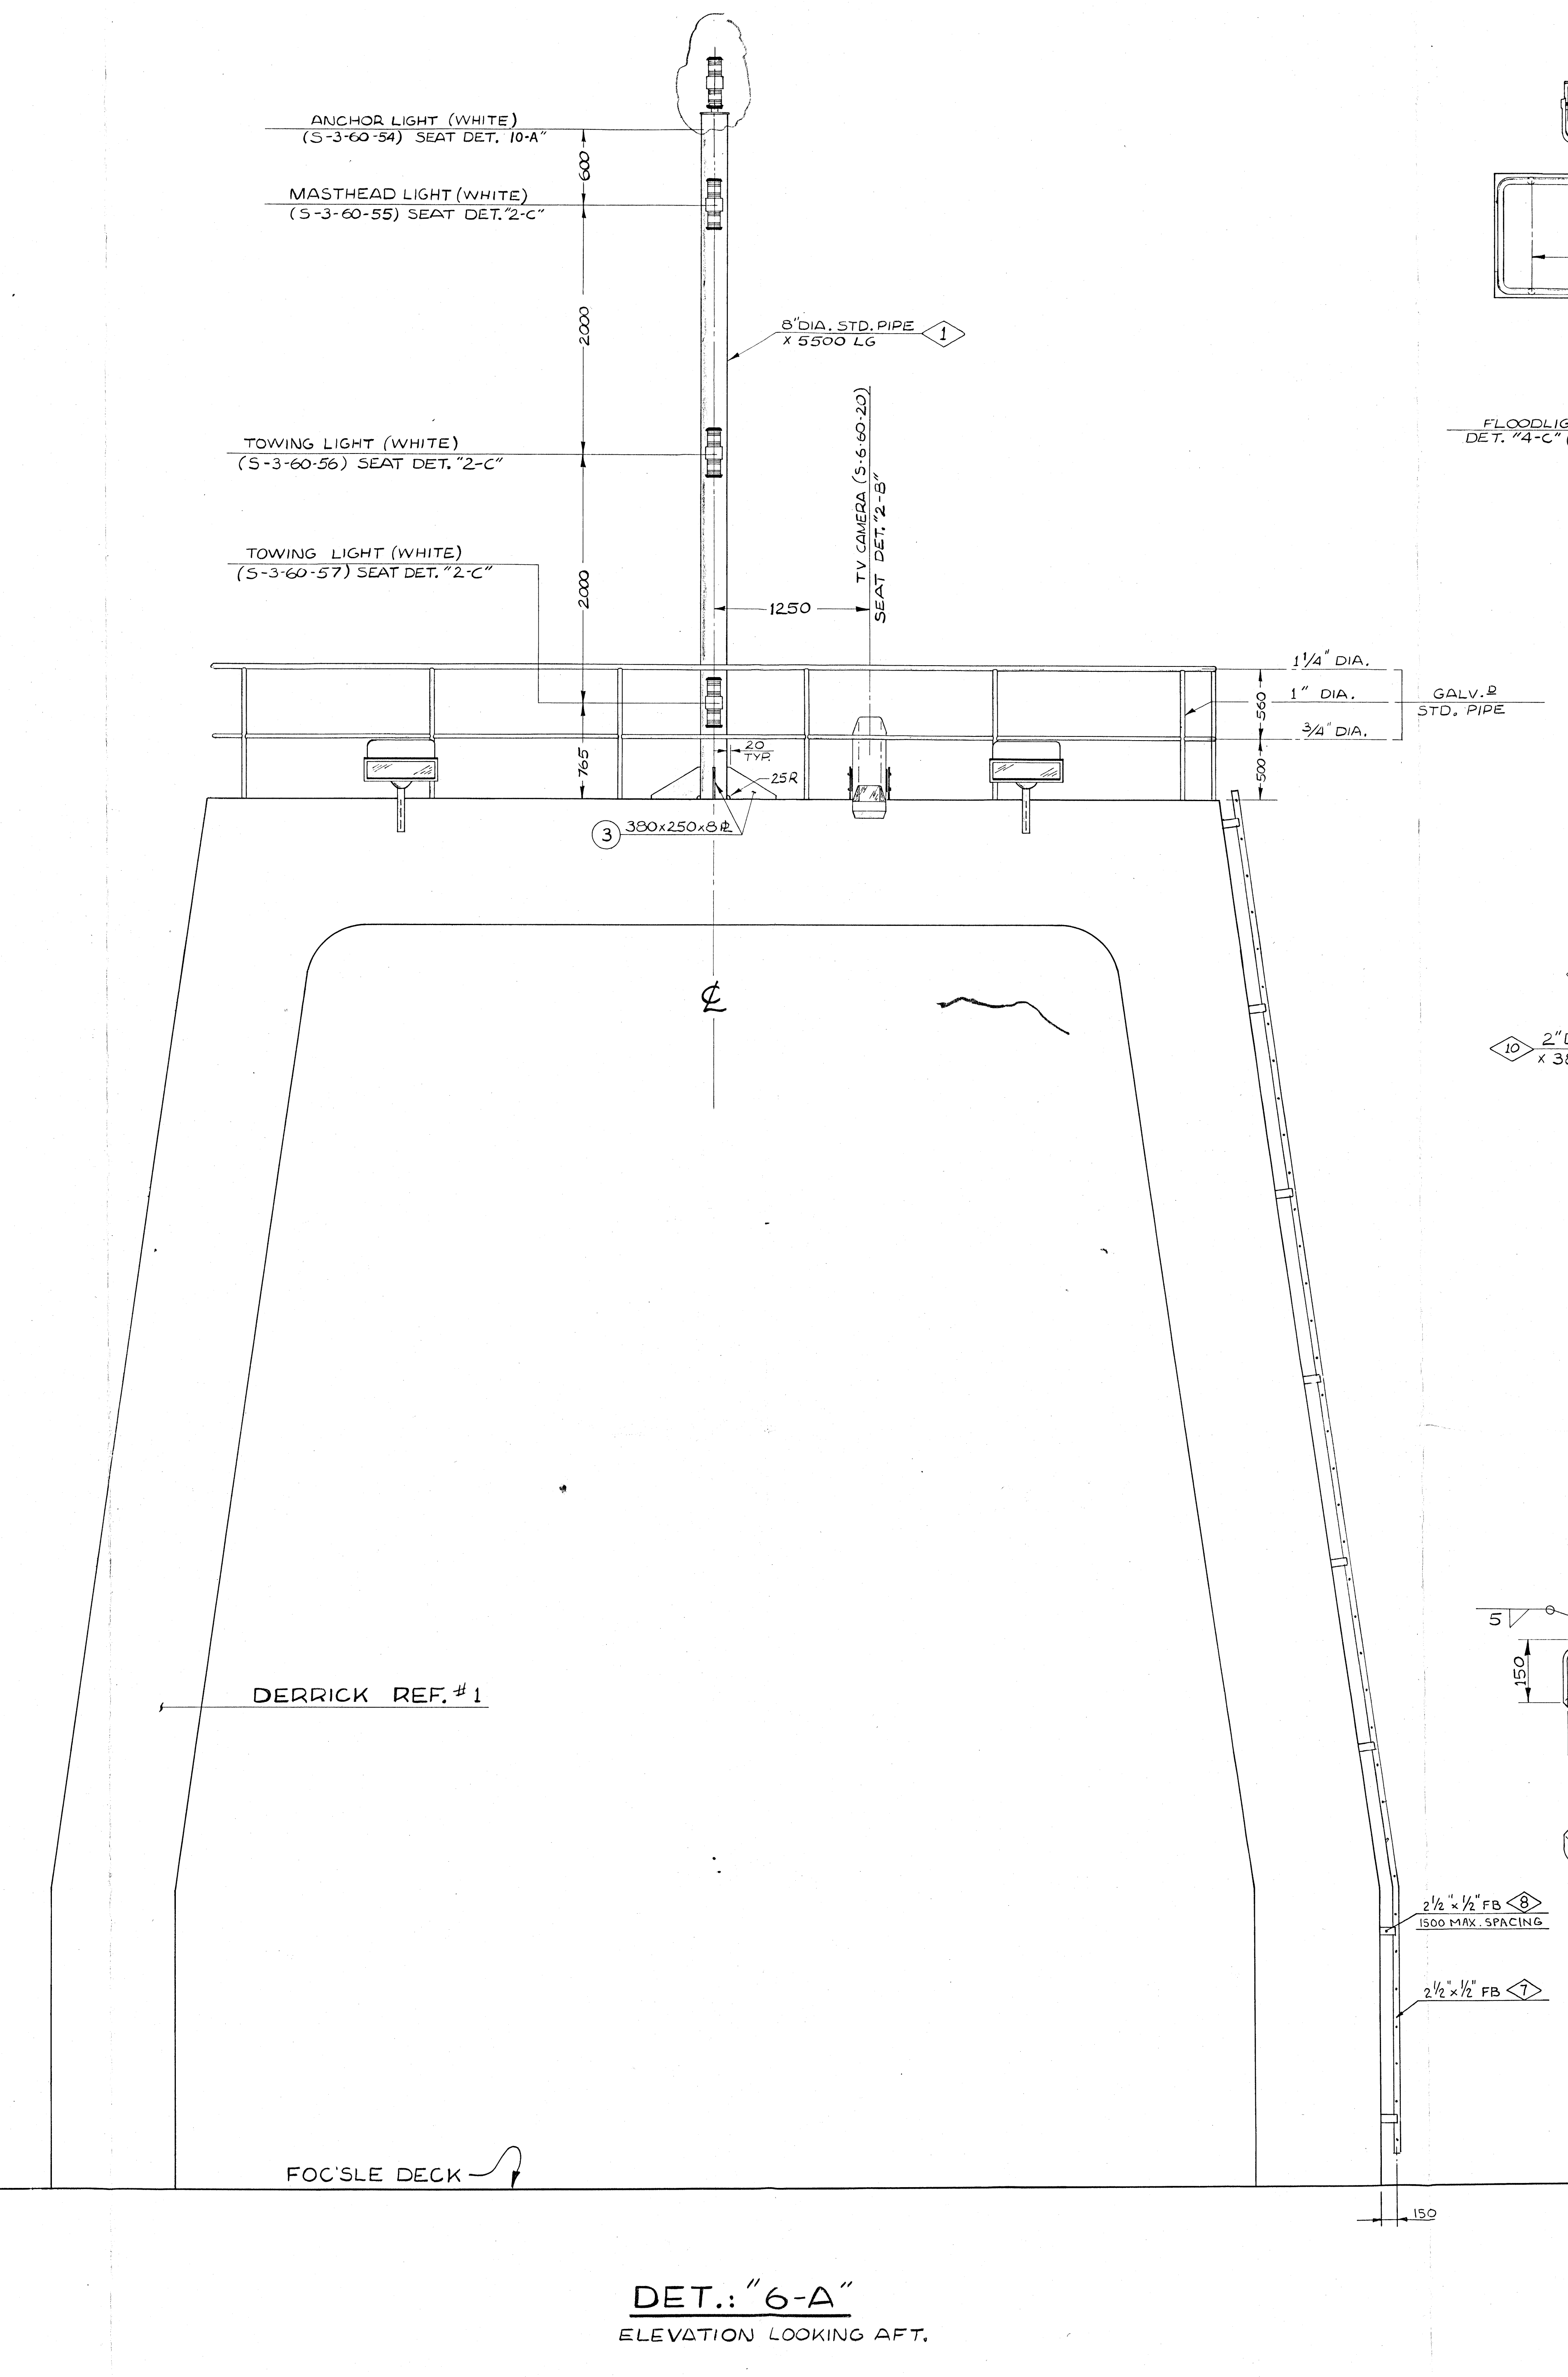 ANCHOR LIGHT (WHITE)
(S-3-60-54) SEAT DET. 10-A"
600
MASTHEAD LIGHT (WHITE)
(S-3-60-55) SEAT DET. "2-C"
2000
8" DIA. STD. PIPE
x 5500 LG
1
TOWING LIGHT (WHITE)
(S-3-60-56) SEAT DET. "2-C"
TV CAMERA (S-6-60-20)
SEAT DET. "2-B"
FLOODLIG
DET. "4-C" (
TOWING LIGHT (WHITE)
(S-3-60-57) SEAT DET. "2-C"
2000
1250
1 1/4" DIA.
1" DIA.
3/4" DIA.
GALV.D
STD. PIPE
560
500
765
20
TYP.
25R
3
380x250x8 PL
CL
10
2" D
x 38
5
150
DERRICK REF. #1
2 1/2" x 1/2" FB 8
1500 MAX. SPACING
2 1/2" x 1/2" FB 7
FOC'SLE DECK
150
DET.: "6-A"
ELEVATION LOOKING AFT.